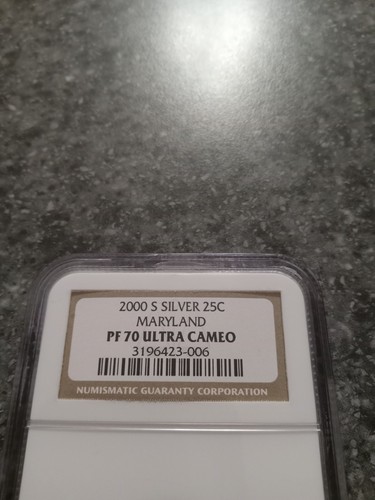 2000 S SILVER 25C
MARYLAND
PF 70 ULTRA CAMEO
3196423-006
NUMISMATIC GUARANTY CORPORATION